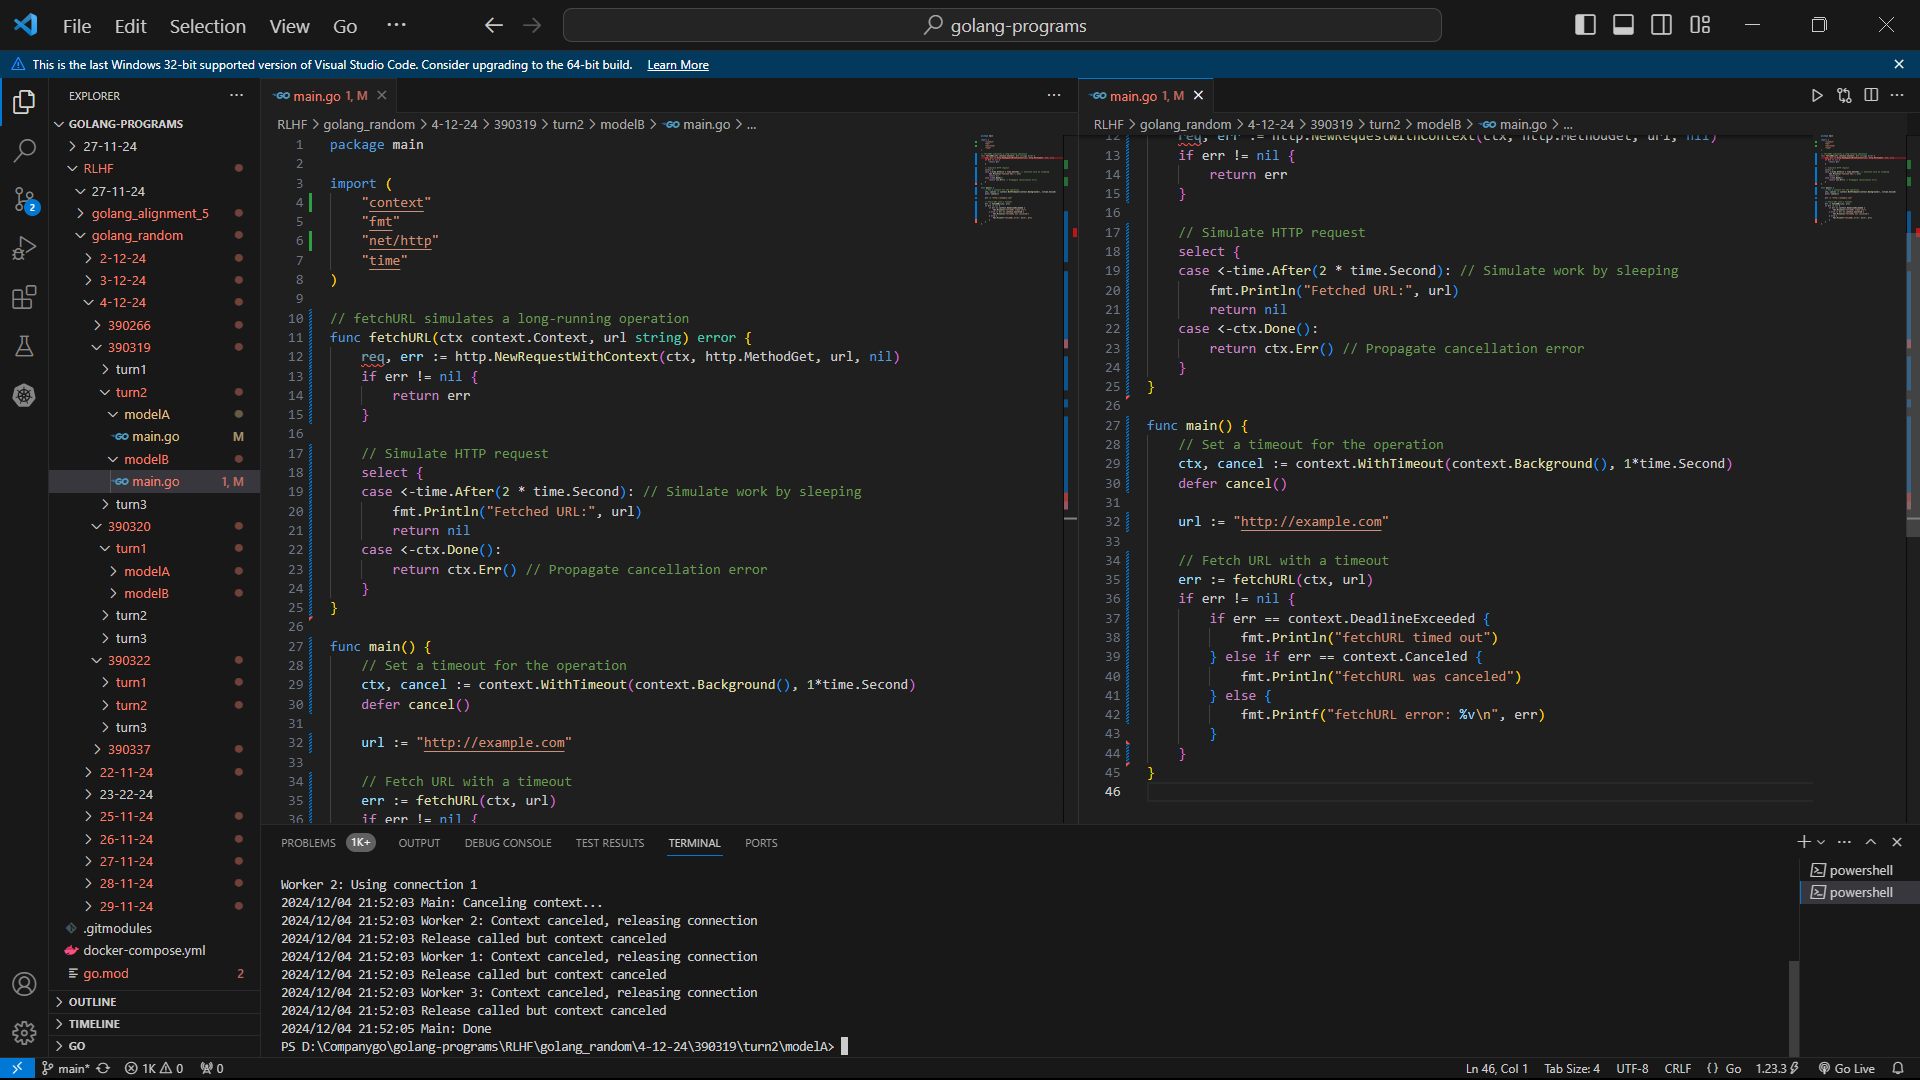 File Edit Selection View Go ··· golang-programs
This is the last Windows 32-bit supported version of Visual Studio Code. Consider upgrading to the 64-bit build. Learn More
EXPLORER
GOLANG-PROGRAMS
27-11-24
RLHF
27-11-24
golang_alignment_5
golang_random
2-12-24
3-12-24
4-12-24
390266
390319
turn1
turn2
modelA
main.go M
modelB
main.go 1, M
turn3
390320
turn1
modelA
modelB
turn2
turn3
390322
turn1
turn2
turn3
390337
22-11-24
23-22-24
25-11-24
26-11-24
27-11-24
28-11-24
29-11-24
.gitmodules
docker-compose.yml
go.mod 2
OUTLINE
TIMELINE
GO
main.go 1, M
RLHF > golang_random > 4-12-24 > 390319 > turn2 > modelB > main.go > ...
1 package main
2
3 import (
4 "context"
5 "fmt"
6 "net/http"
7 "time"
8 )
9
10 // fetchURL simulates a long-running operation
11 func fetchURL(ctx context.Context, url string) error {
12 req, err := http.NewRequestWithContext(ctx, http.MethodGet, url, nil)
13 if err != nil {
14 return err
15 }
16
17 // Simulate HTTP request
18 select {
19 case <-time.After(2 * time.Second): // Simulate work by sleeping
20 fmt.Println("Fetched URL:", url)
21 return nil
22 case <-ctx.Done():
23 return ctx.Err() // Propagate cancellation error
24 }
25 }
26
27 func main() {
28 // Set a timeout for the operation
29 ctx, cancel := context.WithTimeout(context.Background(), 1*time.Second)
30 defer cancel()
31
32 url := "http://example.com"
33
34 // Fetch URL with a timeout
35 err := fetchURL(ctx, url)
36 if err != nil {
main.go 1, M
RLHF > golang_random > 4-12-24 > 390319 > turn2 > modelB > main.go > ...
12 req, err := http.NewRequestWithContext(ctx, http.MethodGet, url, nil)
13 if err != nil {
14 return err
15 }
16
17 // Simulate HTTP request
18 select {
19 case <-time.After(2 * time.Second): // Simulate work by sleeping
20 fmt.Println("Fetched URL:", url)
21 return nil
22 case <-ctx.Done():
23 return ctx.Err() // Propagate cancellation error
24 }
25 }
26
27 func main() {
28 // Set a timeout for the operation
29 ctx, cancel := context.WithTimeout(context.Background(), 1*time.Second)
30 defer cancel()
31
32 url := "http://example.com"
33
34 // Fetch URL with a timeout
35 err := fetchURL(ctx, url)
36 if err != nil {
37 if err == context.DeadlineExceeded {
38 fmt.Println("fetchURL timed out")
39 } else if err == context.Canceled {
40 fmt.Println("fetchURL was canceled")
41 } else {
42 fmt.Printf("fetchURL error: %v\n", err)
43 }
44 }
45 }
46
PROBLEMS 1K+ OUTPUT DEBUG CONSOLE TEST RESULTS TERMINAL PORTS
Worker 2: Using connection 1
2024/12/04 21:52:03 Main: Canceling context...
2024/12/04 21:52:03 Worker 2: Context canceled, releasing connection
2024/12/04 21:52:03 Release called but context canceled
2024/12/04 21:52:03 Worker 1: Context canceled, releasing connection
2024/12/04 21:52:03 Release called but context canceled
2024/12/04 21:52:03 Worker 3: Context canceled, releasing connection
2024/12/04 21:52:03 Release called but context canceled
2024/12/04 21:52:05 Main: Done
PS D:\Companygo\golang-programs\RLHF\golang_random\4-12-24\390319\turn2\modelA>
powershell
powershell
2
main* 1K 0 0 Ln 46, Col 1 Tab Size: 4 UTF-8 CRLF {} Go 1.23.3 Go Live